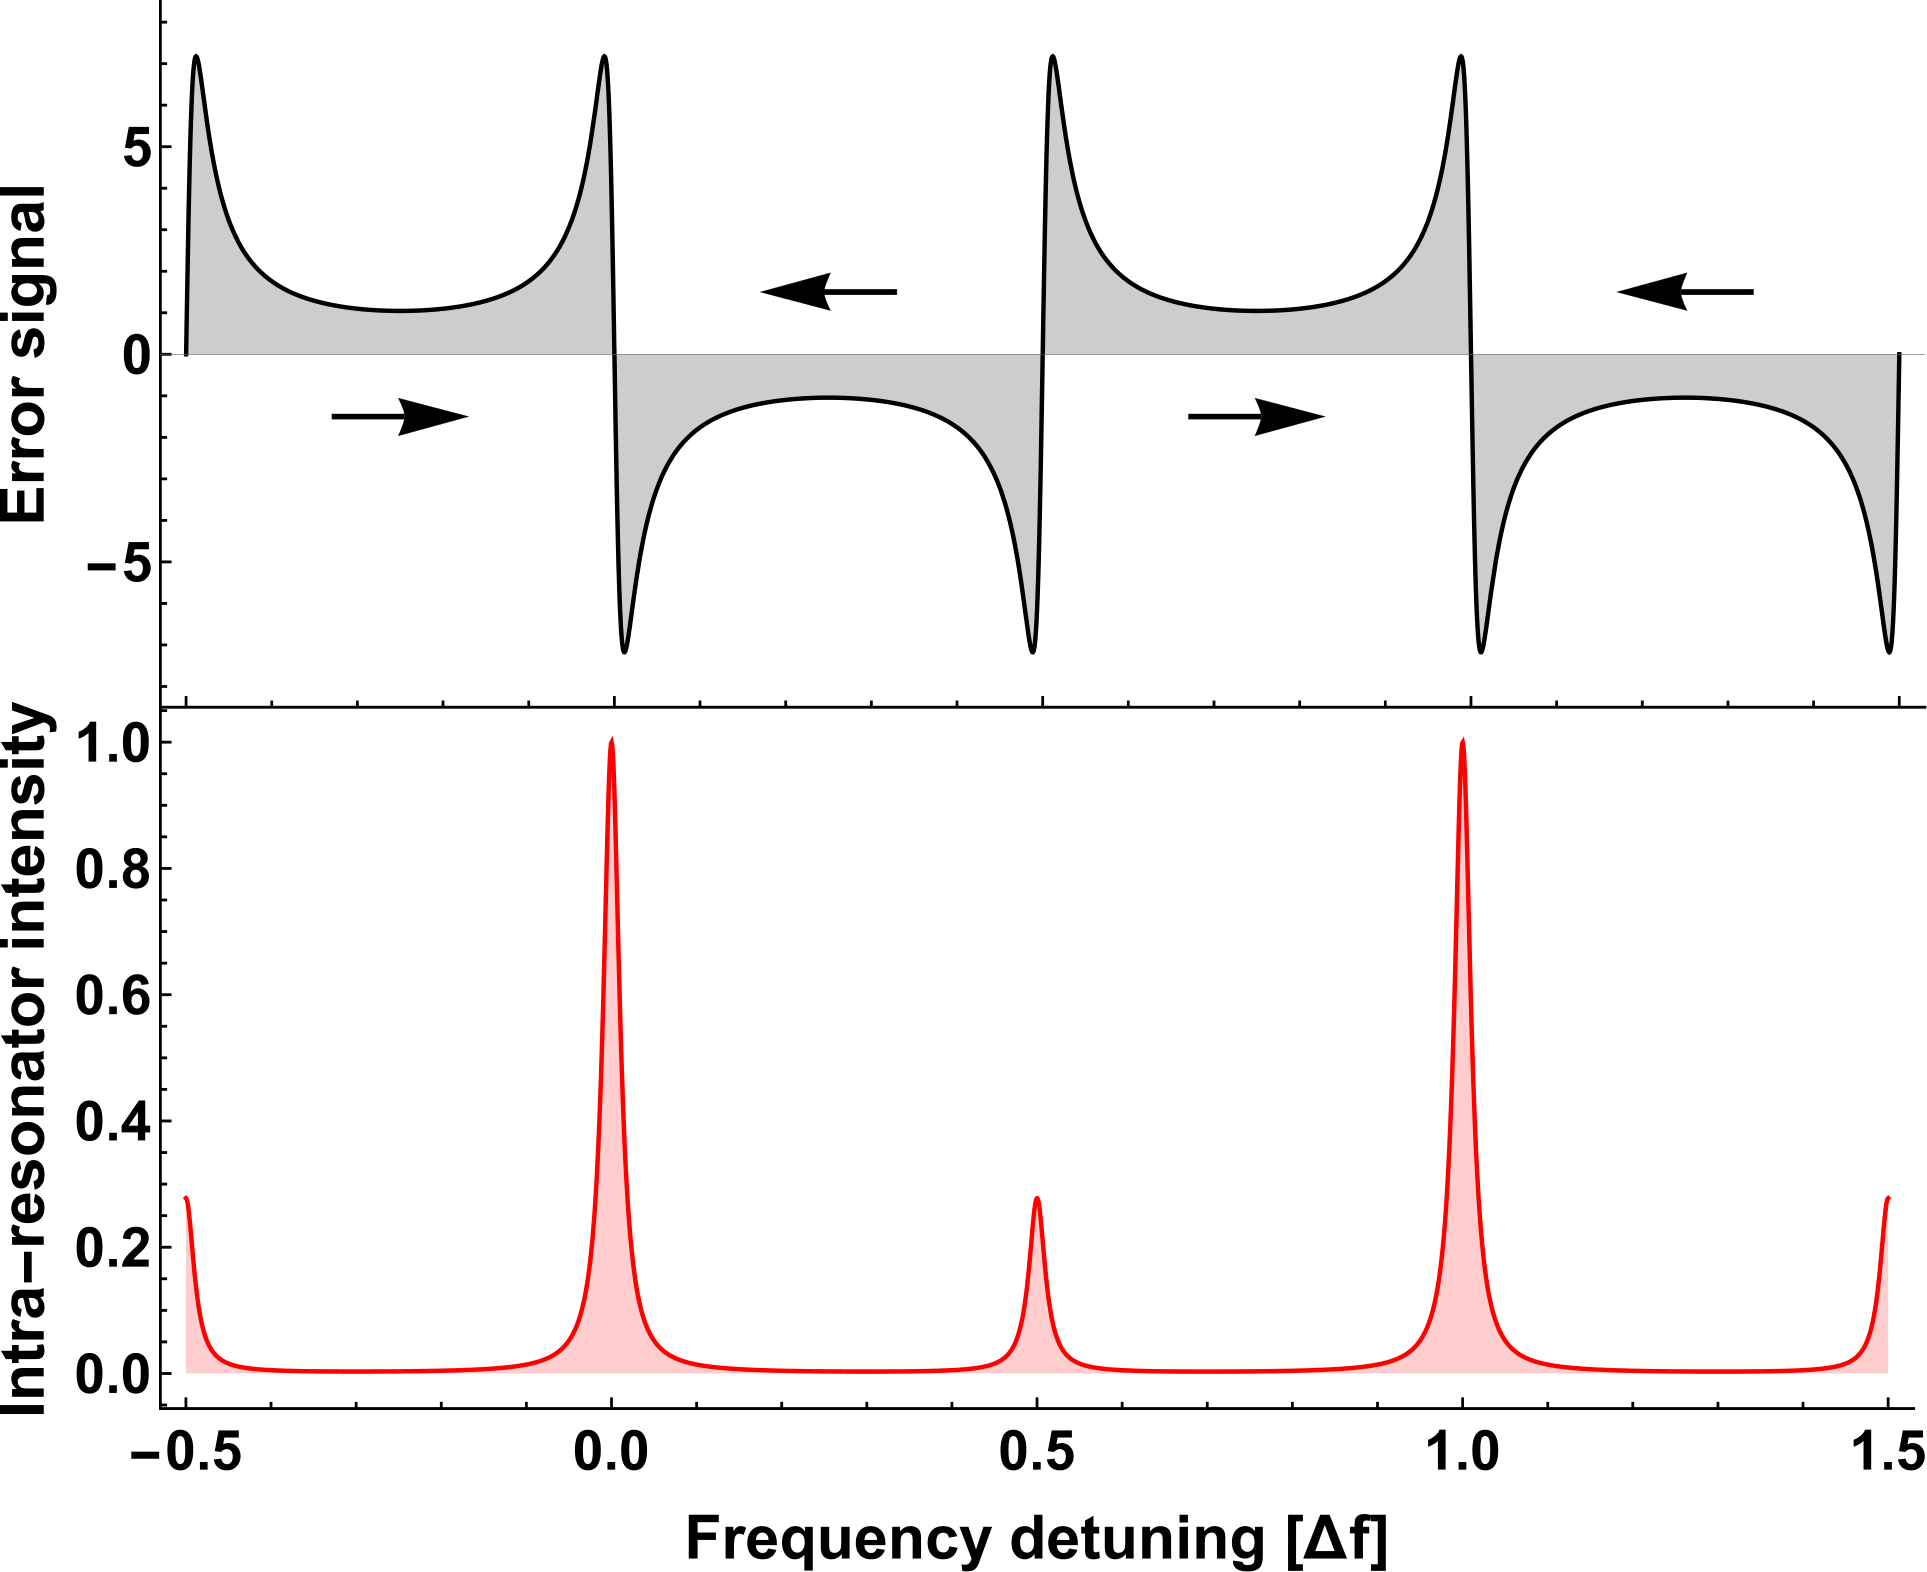 Error signal
5
0
−5
Intra−resonator intensity
1.0
0.8
0.6
0.4
0.2
0.0
−0.5 0.0 0.5 1.0 1.5
Frequency detuning [Δf]